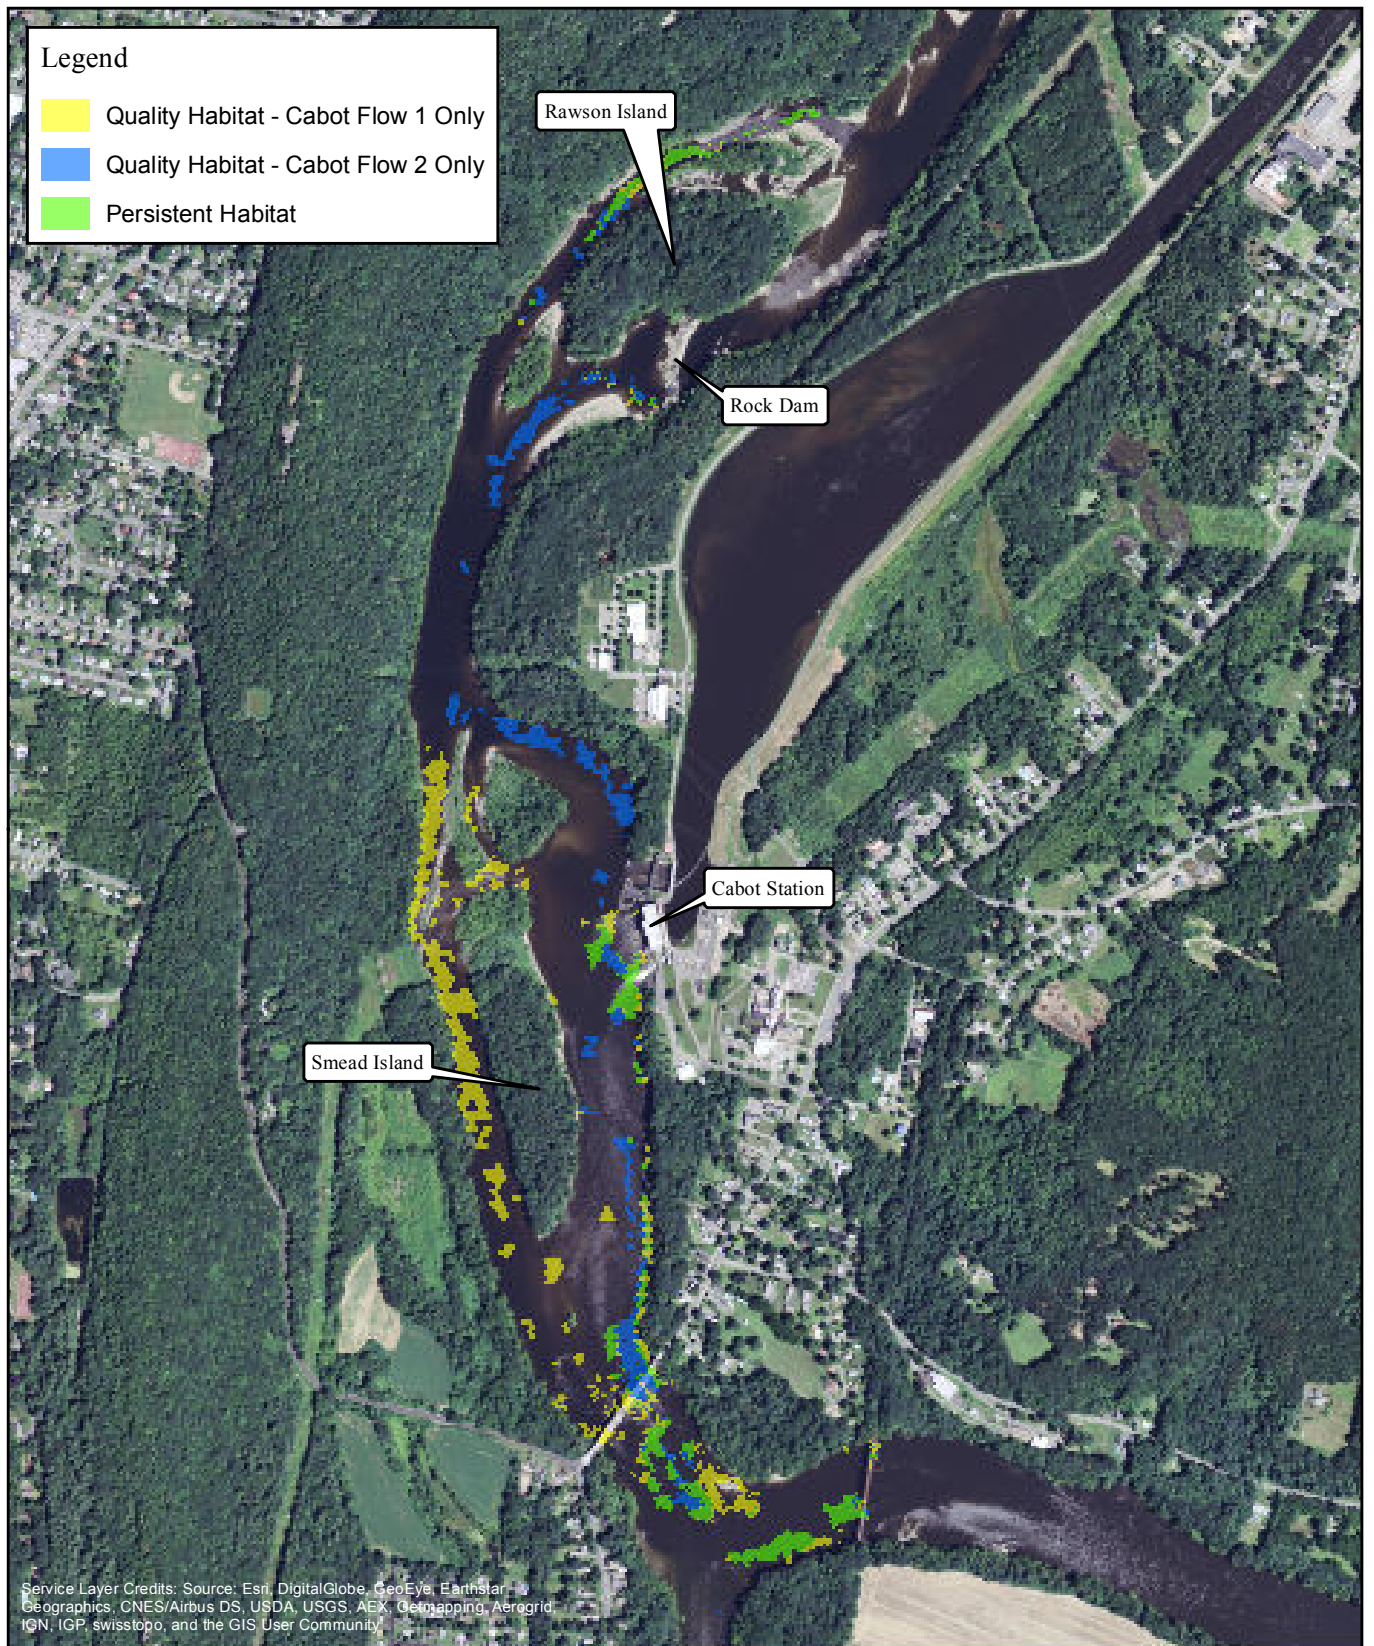 Legend
Quality Habitat - Cabot Flow 1 Only
Quality Habitat - Cabot Flow 2 Only
Persistent Habitat
Rawson Island
Rock Dam
Cabot Station
Smead Island
Service Layer Credits: Source: Esri, DigitalGlobe, GeoEye, Earthstar
Geographics, CNES/Airbus DS, USDA, USGS, AEX, Getmapping, Aerogrid,
IGN, IGP, swisstopo, and the GIS User Community